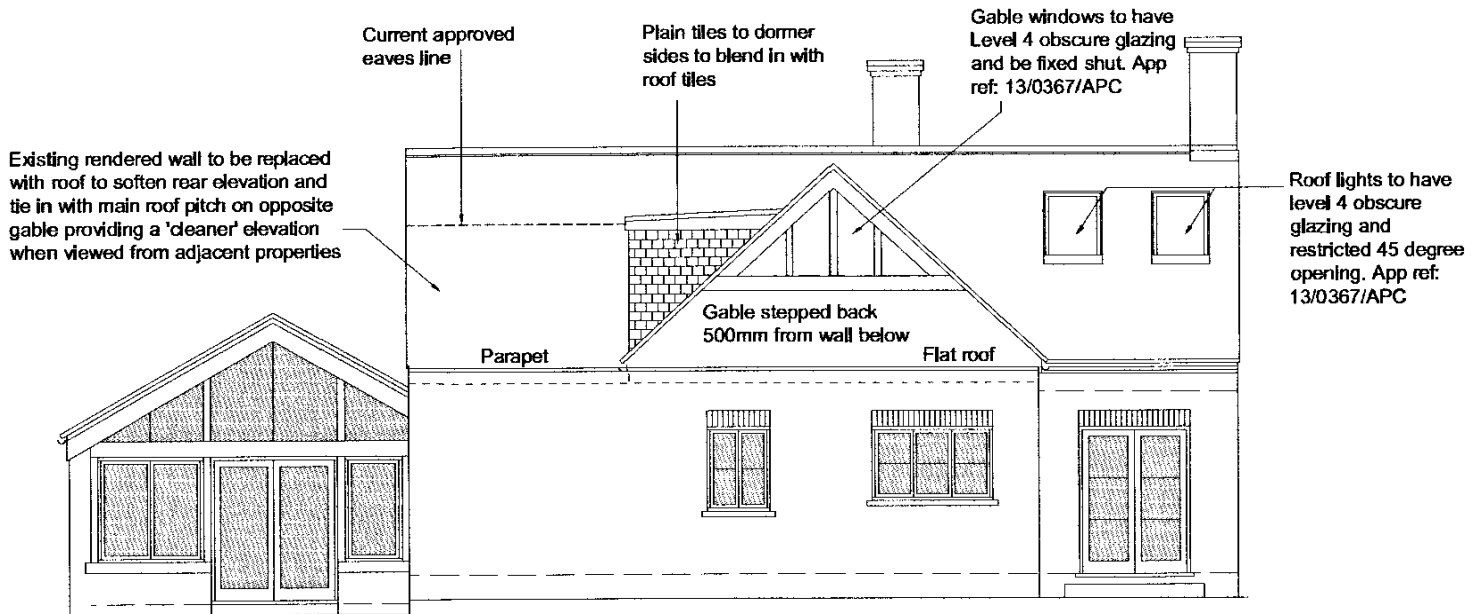 Current approved
eaves line
Plain tiles to dormer
sides to blend in with
roof tiles
Gable windows to have
Level 4 obscure glazing
and be fixed shut. App
ref: 13/0367/APC
Existing rendered wall to be replaced
with roof to soften rear elevation and
tie in with main roof pitch on opposite
gable providing a 'cleaner' elevation
when viewed from adjacent properties
Roof lights to have
level 4 obscure
glazing and
restricted 45 degree
opening. App ref:
13/0367/APC
Gable stepped back
500mm from wall below
Parapet
Flat roof